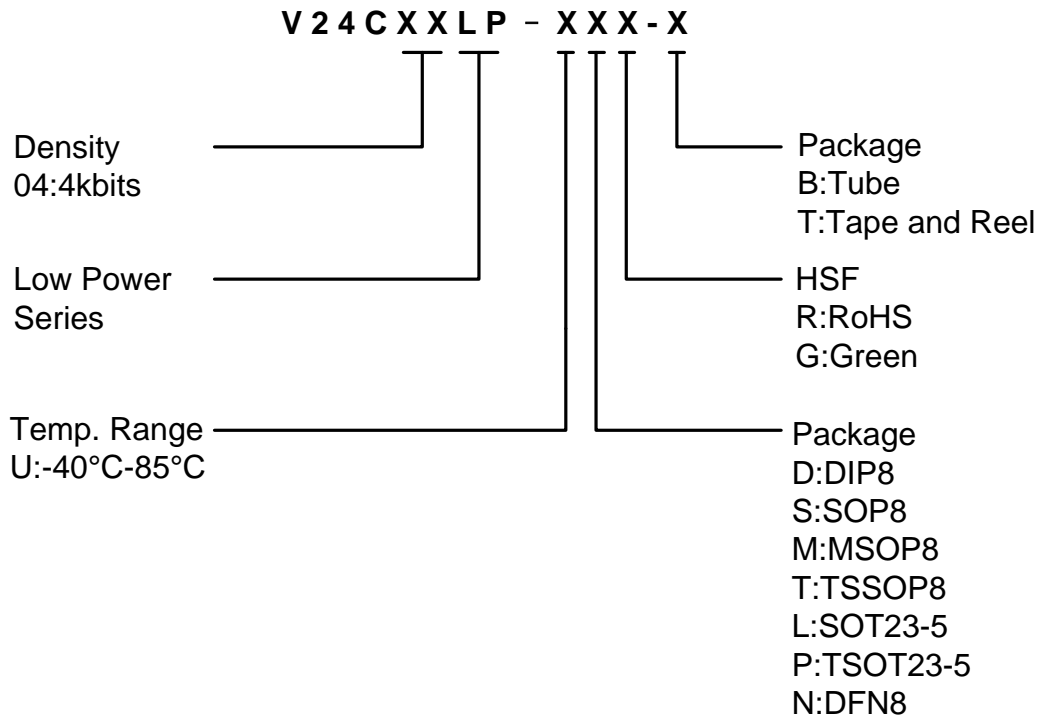 V24CXXLP - XXX-X
Density
04:4kbits
Low Power
Series
Temp. Range
U:-40°C-85°C
Package
B:Tube
T:Tape and Reel
HSF
R:RoHS
G:Green
Package
D:DIP8
S:SOP8
M:MSOP8
T:TSSOP8
L:SOT23-5
P:TSOT23-5
N:DFN8